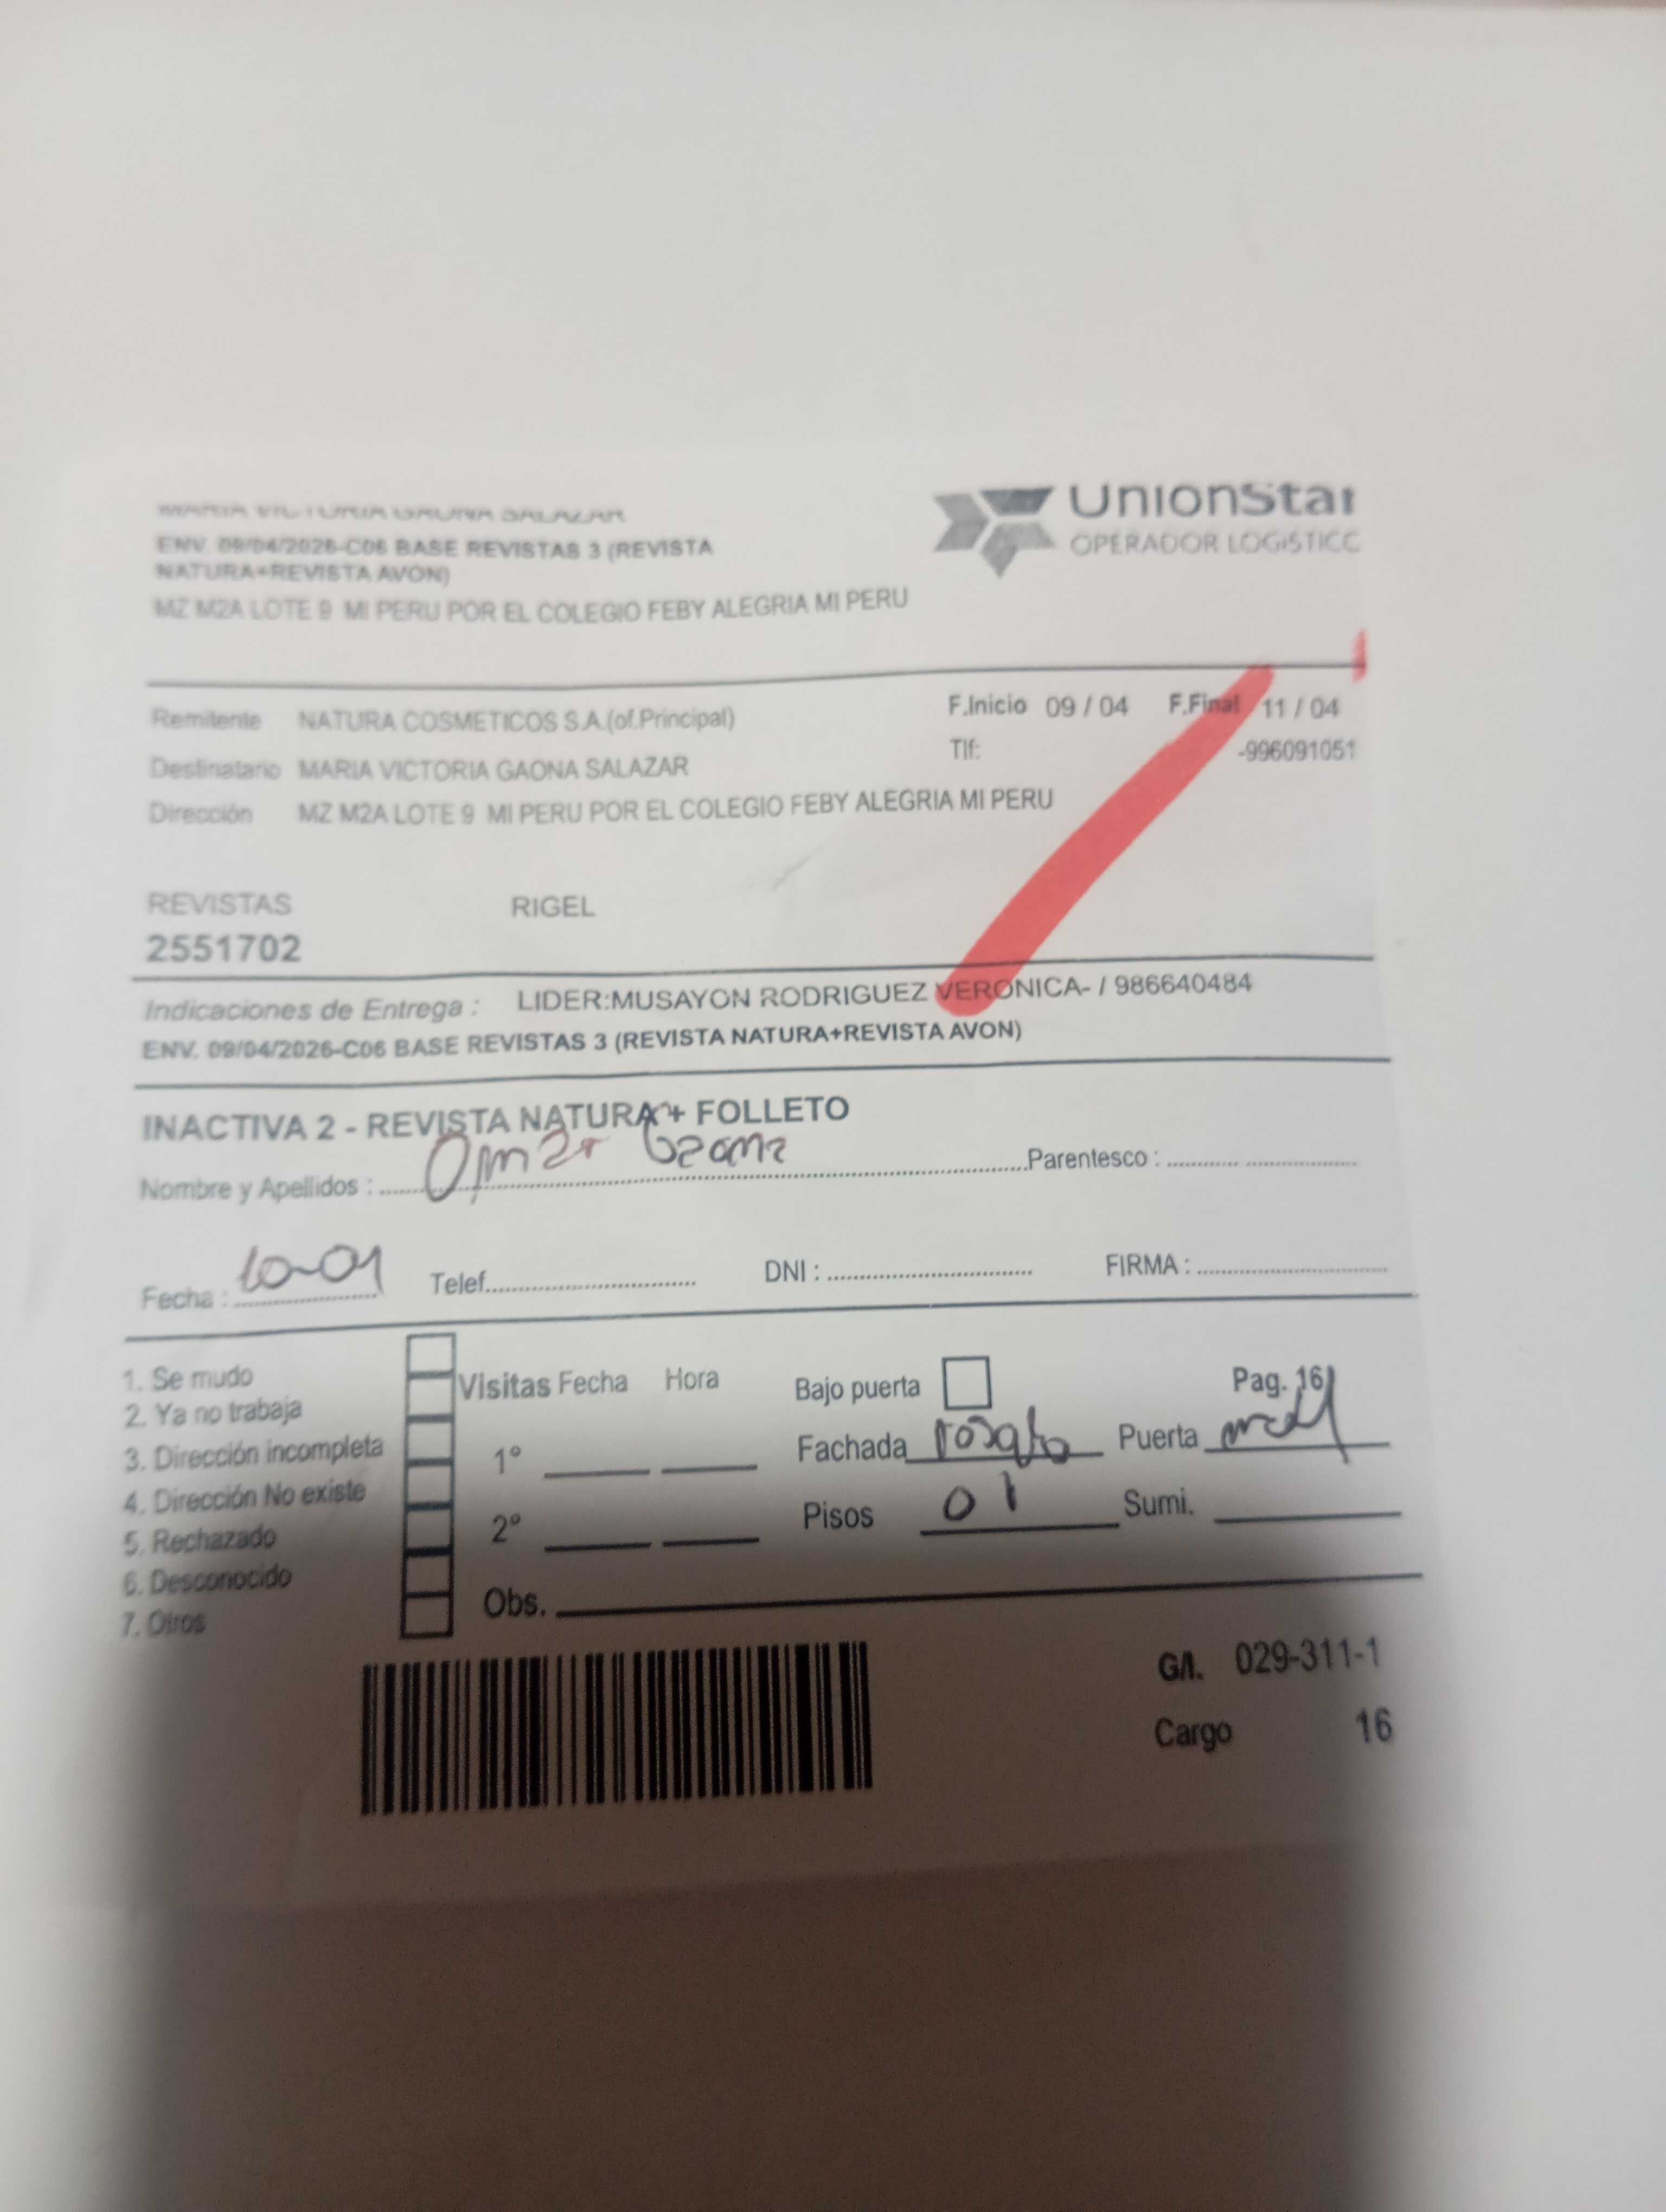 MARIA VICTORIA GAONA SALAZAR
ENV. 09/04/2026-C06 BASE REVISTAS 3 (REVISTA
NATURA+REVISTA AVON)
MZ M2A LOTE 9 MI PERU POR EL COLEGIO FEBY ALEGRIA MI PERU
UnionStar
OPERADOR LOGISTICO
Remitente NATURA COSMETICOS S.A.(of.Principal)
F.Inicio 09 / 04 F.Final 11 / 04
Destinatario MARIA VICTORIA GAONA SALAZAR
Tlf: -996091051
Dirección MZ M2A LOTE 9 MI PERU POR EL COLEGIO FEBY ALEGRIA MI PERU
REVISTAS RIGEL
2551702
Indicaciones de Entrega : LIDER:MUSAYON RODRIGUEZ VERONICA- / 986640484
ENV. 09/04/2026-C06 BASE REVISTAS 3 (REVISTA NATURA+REVISTA AVON)
INACTIVA 2 - REVISTA NATURA + FOLLETO
Nombre y Apellidos : Omar Gaona Parentesco :
Fecha : 10-04 Telef. DNI : FIRMA :
1. Se mudo
2. Ya no trabaja
3. Dirección incompleta
4. Dirección No existe
5. Rechazado
6. Desconocido
7. Otros
Visitas Fecha Hora
1°
2°
Obs.
Bajo puerta Pag. 16
Fachada Puerta
Pisos 01 Sumi.
G/I. 029-311-1
Cargo 16